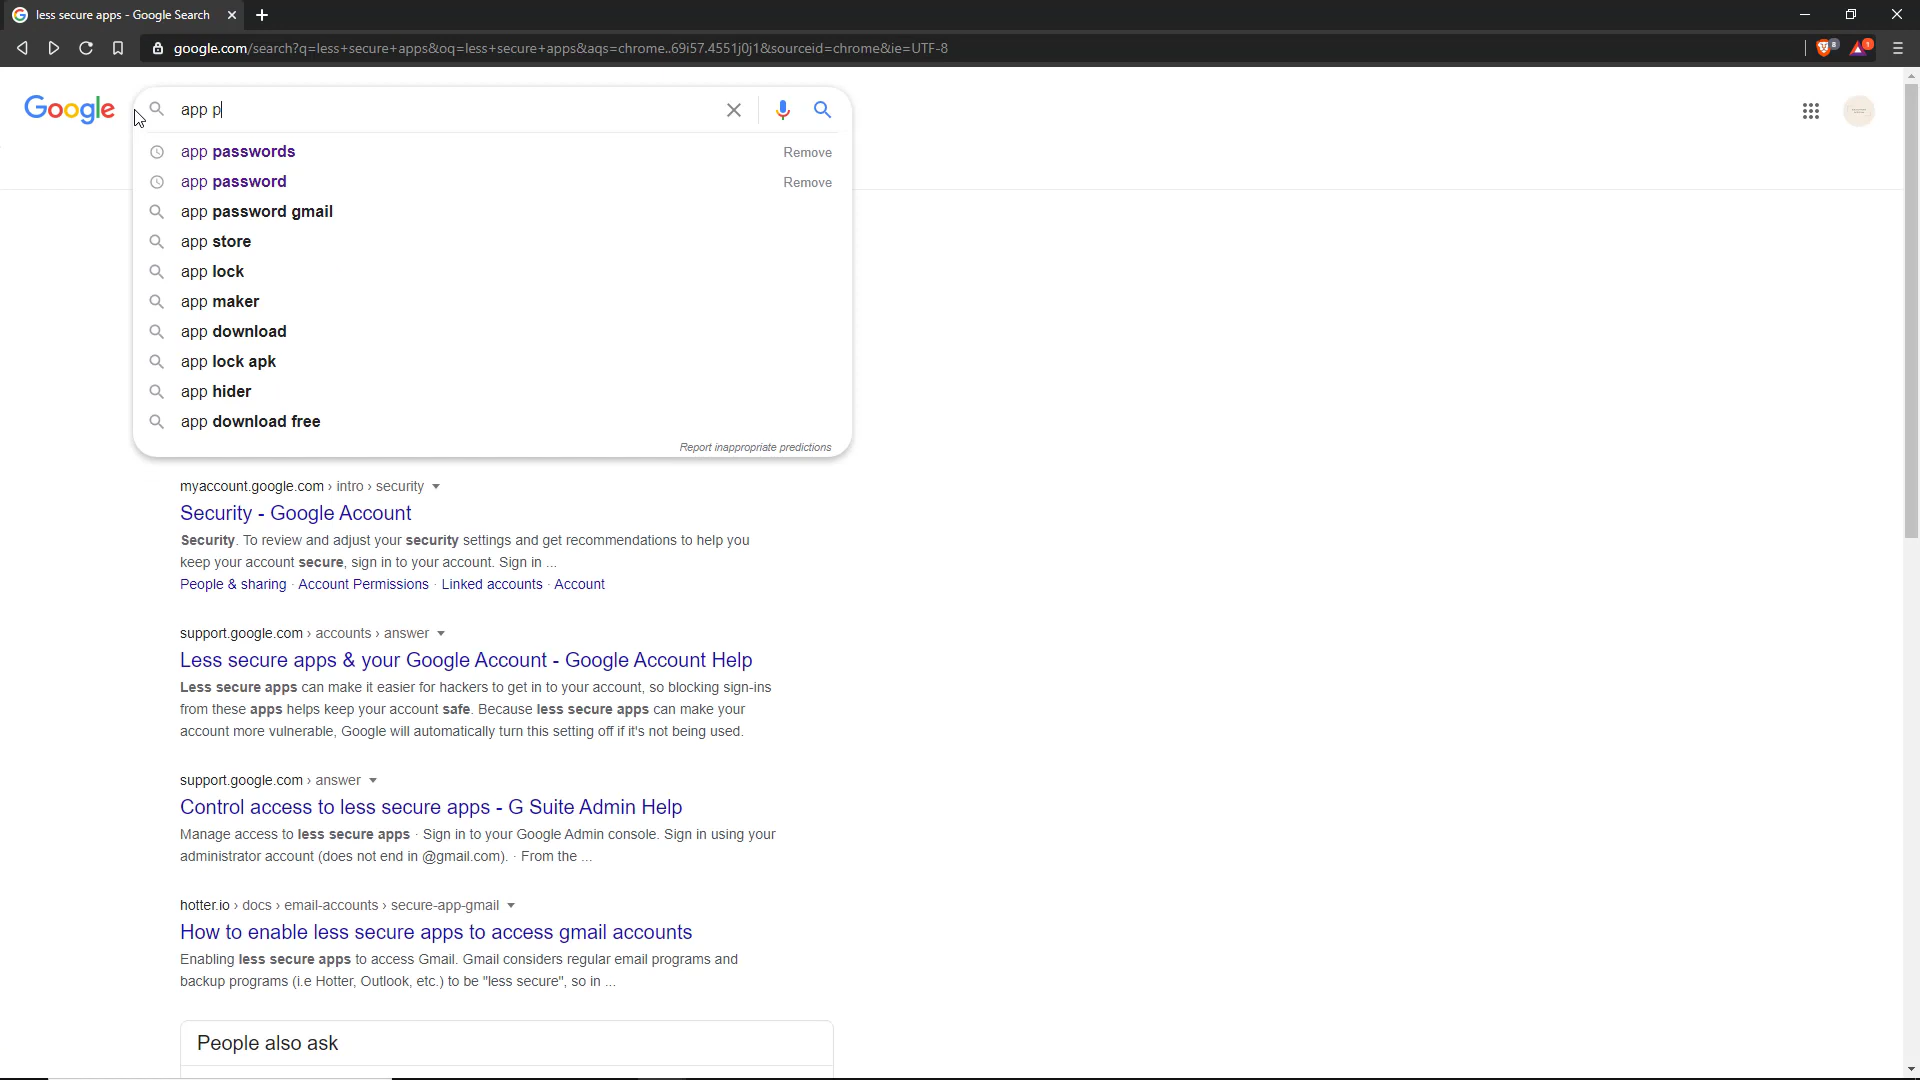 less secure apps - Google Search
google.com/search?q=less+secure+apps&oq=less+secure+apps&aqs=chrome..69i57.4551j0j1&sourceid=chrome&ie=UTF-8
8
1
Google
app p
app passwords Remove
app password Remove
app password gmail
app store
app lock
app maker
app download
app lock apk
app hider
app download free
Report inappropriate predictions
myaccount.google.com › intro › security
Security - Google Account
Security. To review and adjust your security settings and get recommendations to help you
keep your account secure, sign in to your account. Sign in ...
People & sharing · Account Permissions · Linked accounts · Account
support.google.com › accounts › answer
Less secure apps & your Google Account - Google Account Help
Less secure apps can make it easier for hackers to get in to your account, so blocking sign-ins
from these apps helps keep your account safe. Because less secure apps can make your
account more vulnerable, Google will automatically turn this setting off if it's not being used.
support.google.com › answer
Control access to less secure apps - G Suite Admin Help
Manage access to less secure apps · Sign in to your Google Admin console. Sign in using your
administrator account (does not end in @gmail.com). · From the ...
hotter.io › docs › email-accounts › secure-app-gmail
How to enable less secure apps to access gmail accounts
Enabling less secure apps to access Gmail. Gmail considers regular email programs and
backup programs (i.e Hotter, Outlook, etc.) to be "less secure", so in ...
People also ask